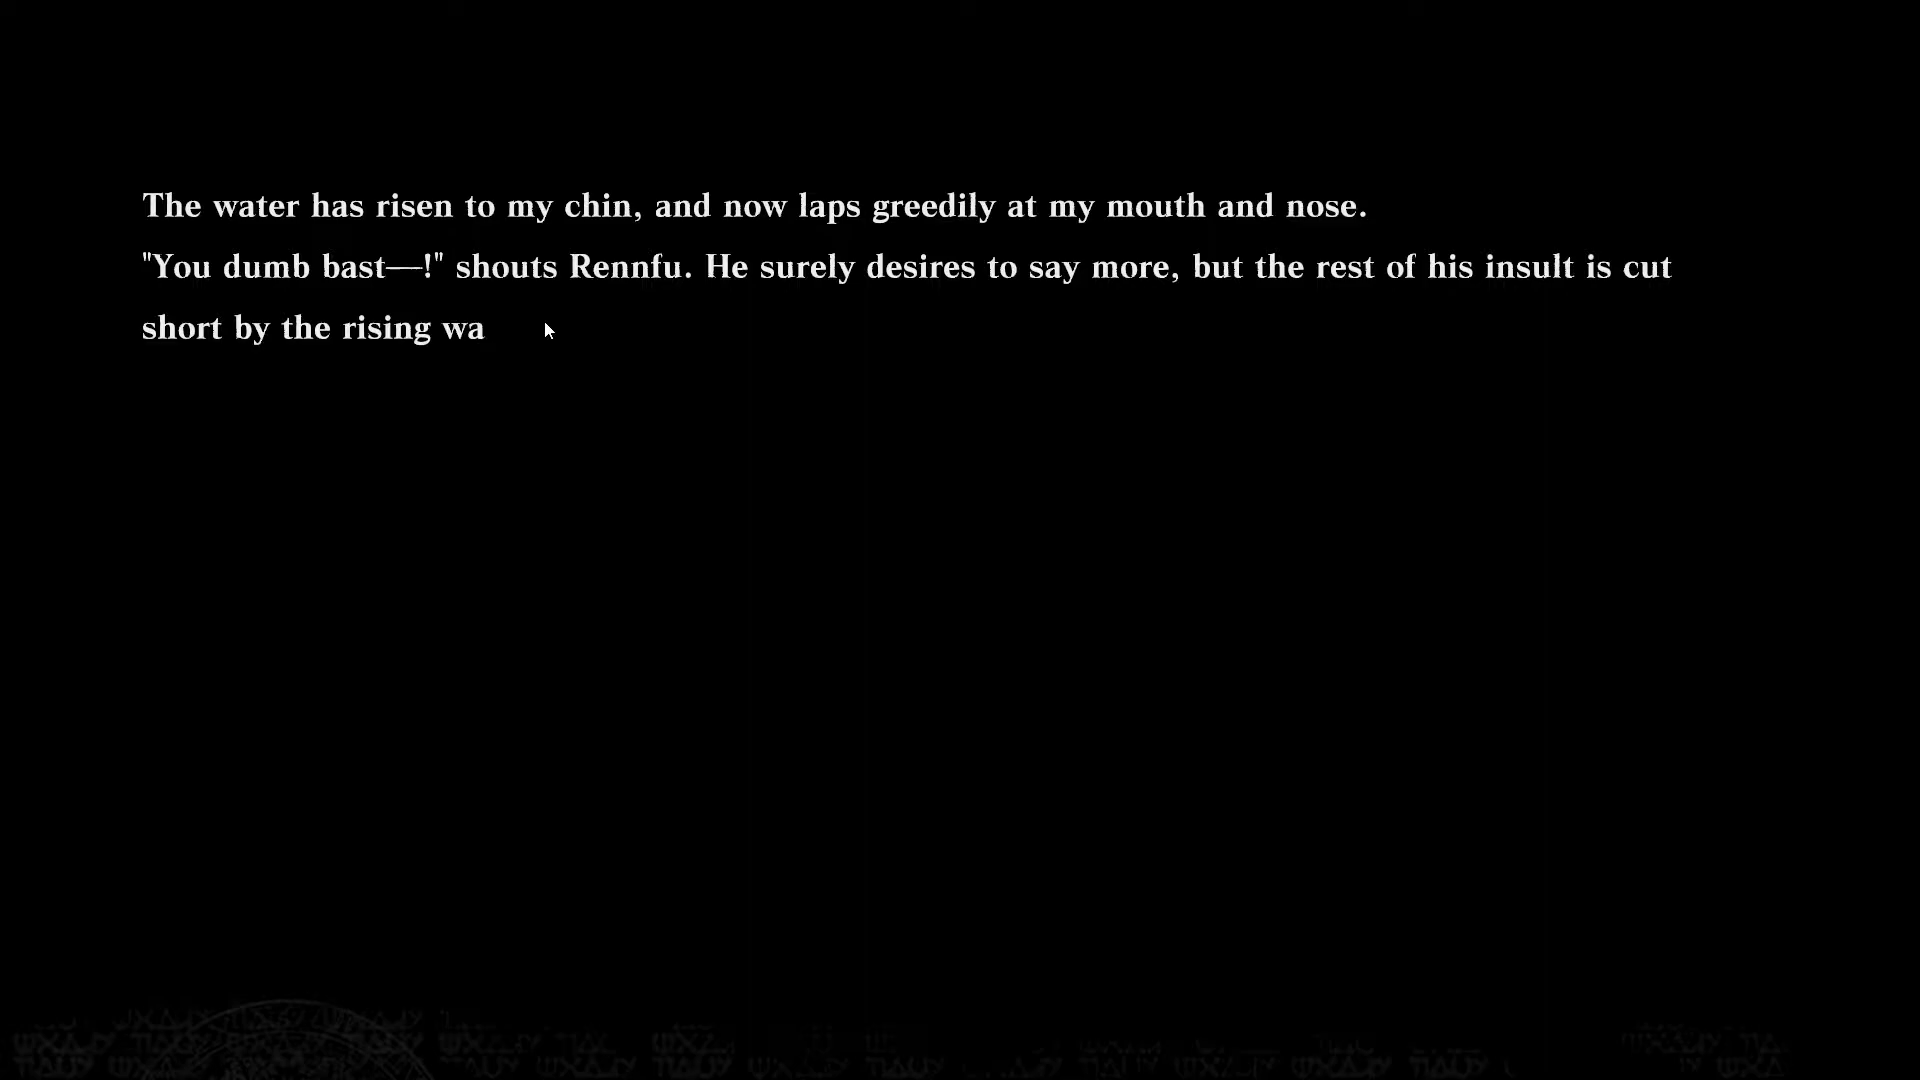 The water has risen to my chin, and now laps greedily at my mouth and nose.
"You dumb bast—!" shouts Rennfu. He surely desires to say more, but the rest of his insult is cut
short by the rising wa